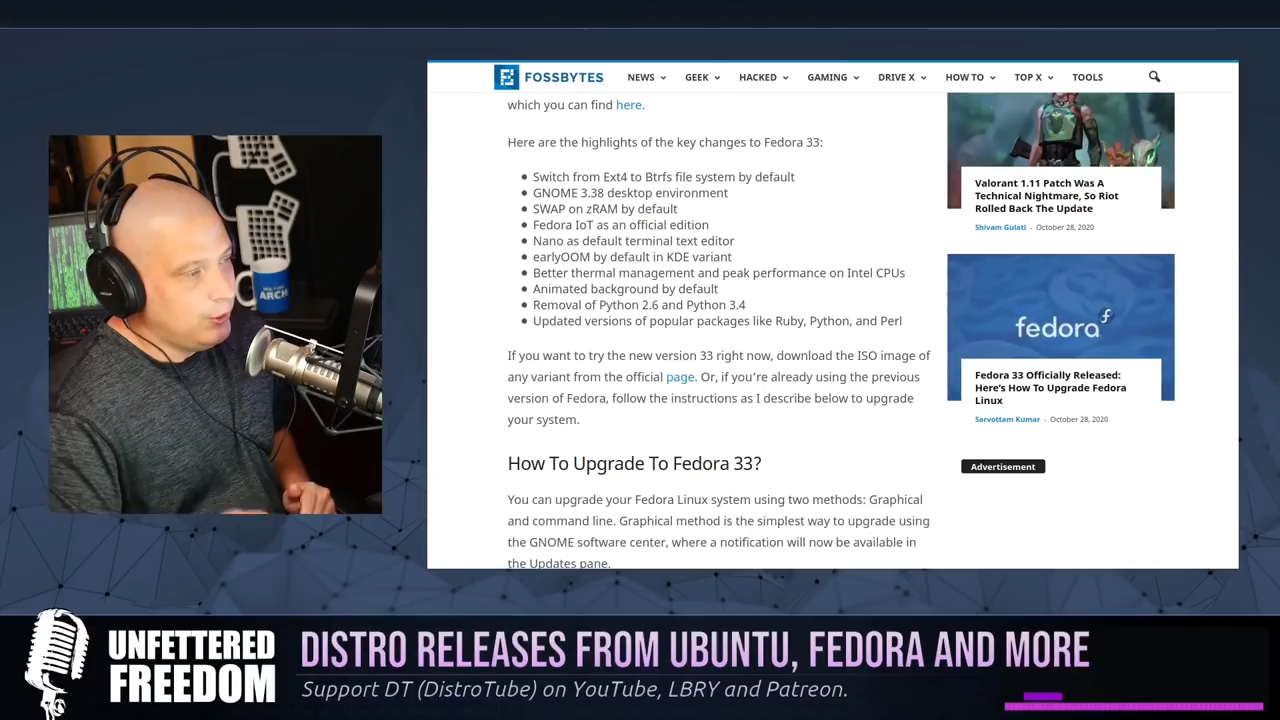 FOSSBYTES
NEWS
GEEK
HACKED
GAMING
DRIVE X
HOW TO
TOP X
TOOLS
which you can find here.
Here are the highlights of the key changes to Fedora 33:
Switch from Ext4 to Btrfs file system by default
GNOME 3.38 desktop environment
SWAP on zRAM by default
Fedora IoT as an official edition
Nano as default terminal text editor
earlyOOM by default in KDE variant
Better thermal management and peak performance on Intel CPUs
Animated background by default
Removal of Python 2.6 and Python 3.4
Updated versions of popular packages like Ruby, Python, and Perl
If you want to try the new version 33 right now, download the ISO image of
any variant from the official page. Or, if you’re already using the previous
version of Fedora, follow the instructions as I describe below to upgrade
your system.
How To Upgrade To Fedora 33?
You can upgrade your Fedora Linux system using two methods: Graphical
and command line. Graphical method is the simplest way to upgrade using
the GNOME software center, where a notification will now be available in
the Updates pane.
Valorant 1.11 Patch Was A
Technical Nightmare, So Riot
Rolled Back The Update
Shivam Gulati - October 28, 2020
fedora
Fedora 33 Officially Released:
Here’s How To Upgrade Fedora
Linux
Sarvottam Kumar - October 28, 2020
Advertisement
ARCH
UNFETTERED
FREEDOM
DISTRO RELEASES FROM UBUNTU, FEDORA AND MORE
Support DT (DistroTube) on YouTube, LBRY and Patreon.